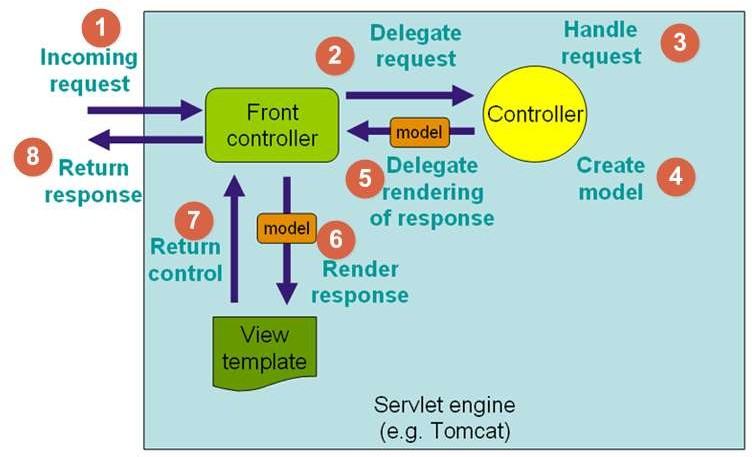 1
Incoming
request
2
Delegate
request
Handle
request
3
Front
controller
Controller
model
8
Return
response
5
Delegate
rendering
of response
Create
model
4
7
Return
control
model
6
Render
response
View
template
Servlet engine
(e.g. Tomcat)